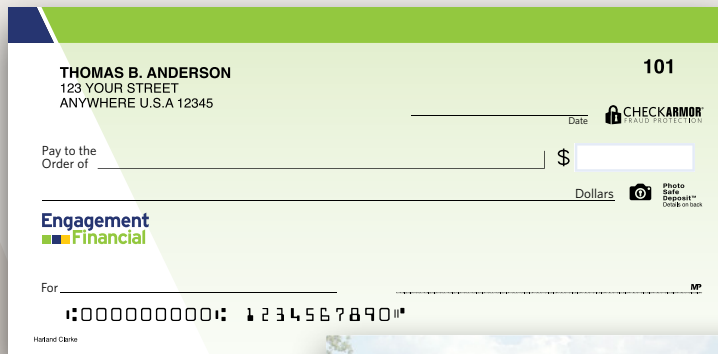 THOMAS B. ANDERSON
123 YOUR STREET
ANYWHERE U.S.A 12345
101
Date
CHECKARMOR®
FRAUD PROTECTION
Pay to the
Order of
$
Dollars
Photo
Safe
Deposit™
Details on back
Engagement
Financial
For
MP
⑆000000000⑆ 1234567890⑈
Harland Clarke